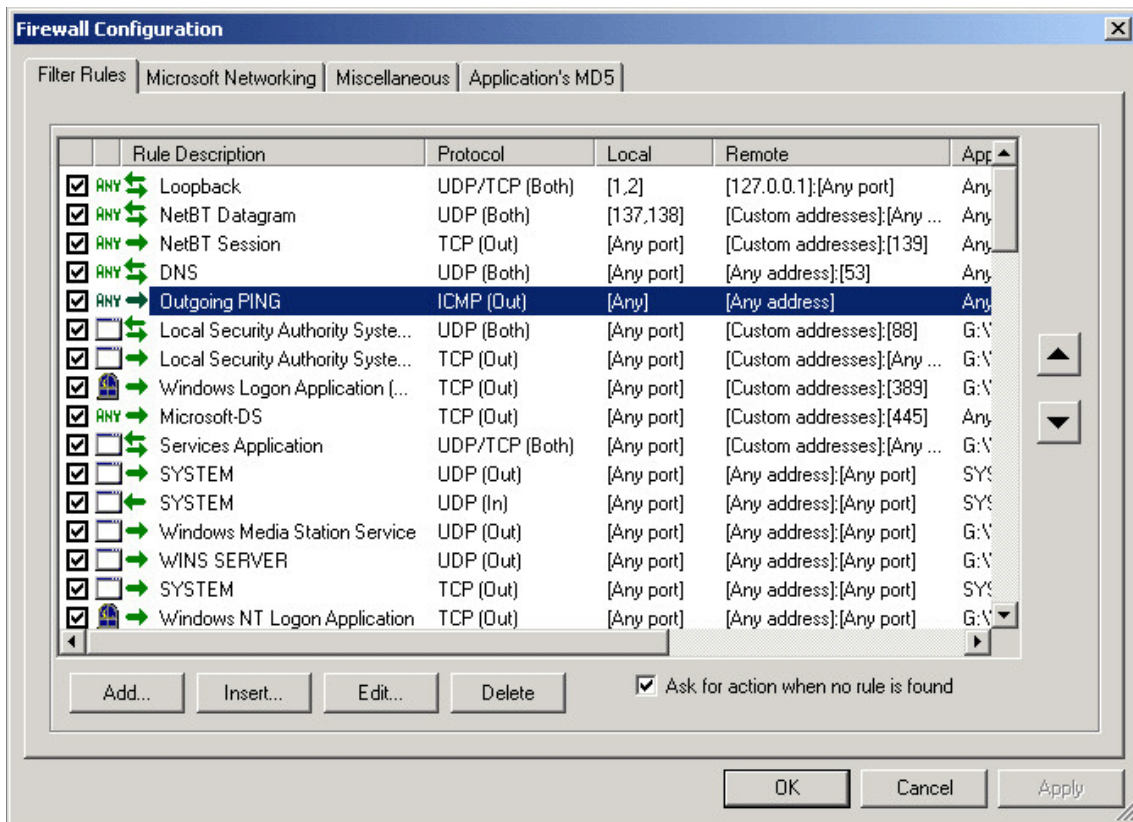 Firewall Configuration
Filter Rules Microsoft Networking Miscellaneous Application's MD5
Rule Description Protocol Local Remote App
ANY Loopback UDP/TCP (Both) [1,2] [127.0.0.1]:[Any port] Any
ANY NetBT Datagram UDP (Both) [137,138] [Custom addresses]:[Any ... Any
ANY NetBT Session TCP (Out) [Any port] [Custom addresses]:[139] Any
ANY DNS UDP (Both) [Any port] [Any address]:[53] Any
ANY Outgoing PING ICMP (Out) [Any] [Any address] Any
Local Security Authority Syste... UDP (Both) [Any port] [Custom addresses]:[88] G:\
Local Security Authority Syste... TCP (Out) [Any port] [Custom addresses]:[Any ... G:\
Windows Logon Application (... TCP (Out) [Any port] [Custom addresses]:[389] G:\
ANY Microsoft-DS TCP (Out) [Any port] [Custom addresses]:[445] Any
Services Application UDP/TCP (Both) [Any port] [Custom addresses]:[Any ... G:\
SYSTEM UDP (Out) [Any port] [Any address]:[Any port] SYS
SYSTEM UDP (In) [Any port] [Any address]:[Any port] SYS
Windows Media Station Service UDP (Out) [Any port] [Any address]:[Any port] G:\
WINS SERVER UDP (Out) [Any port] [Any address]:[Any port] G:\
SYSTEM TCP (Out) [Any port] [Any address]:[Any port] SYS
Windows NT Logon Application TCP (Out) [Any port] [Any address]:[Any port] G:\
Add... Insert... Edit... Delete Ask for action when no rule is found
OK Cancel Apply